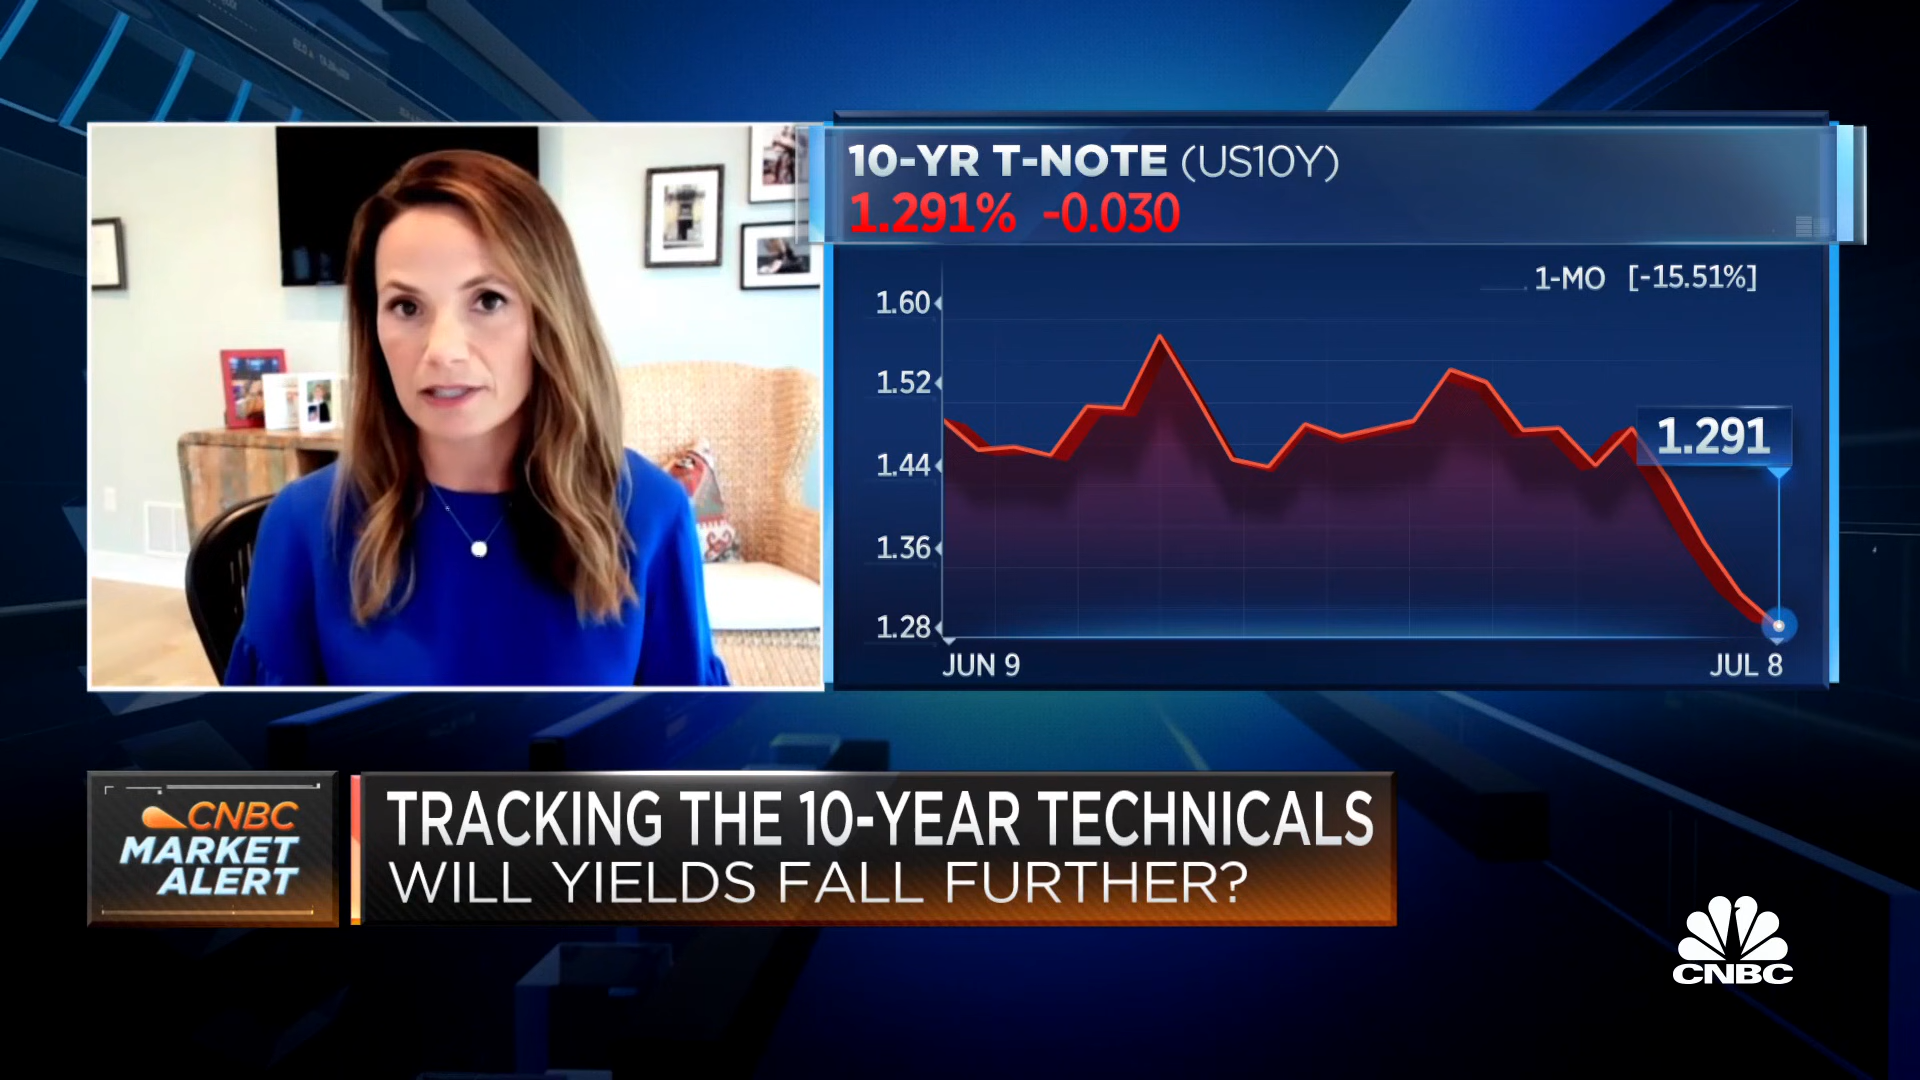 10-YR T-NOTE (US10Y)
1.291% -0.030
1-MO [-15.51%]
1.60
1.52
1.44
1.36
1.28
1.291
JUN 9
JUL 8
CNBC
MARKET
ALERT
TRACKING THE 10-YEAR TECHNICALS
WILL YIELDS FALL FURTHER?
CNBC